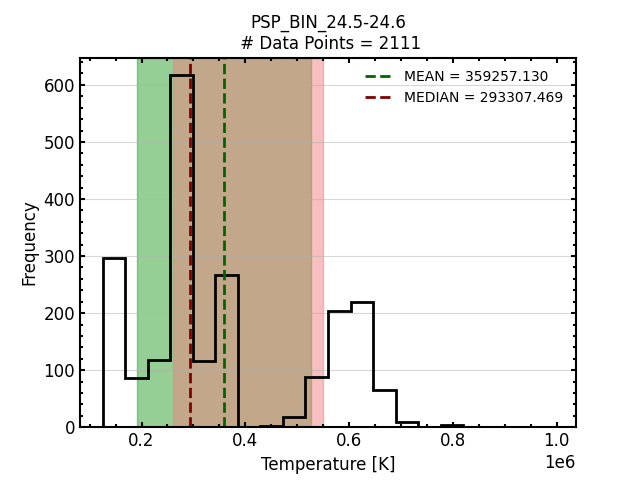 PSP_BIN_24.5-24.6
# Data Points = 2111
MEAN = 359257.130
MEDIAN = 293307.469
Frequency
600
500
400
300
200
100
0
0.2 0.4 0.6 0.8 1.0
1e6
Temperature [K]